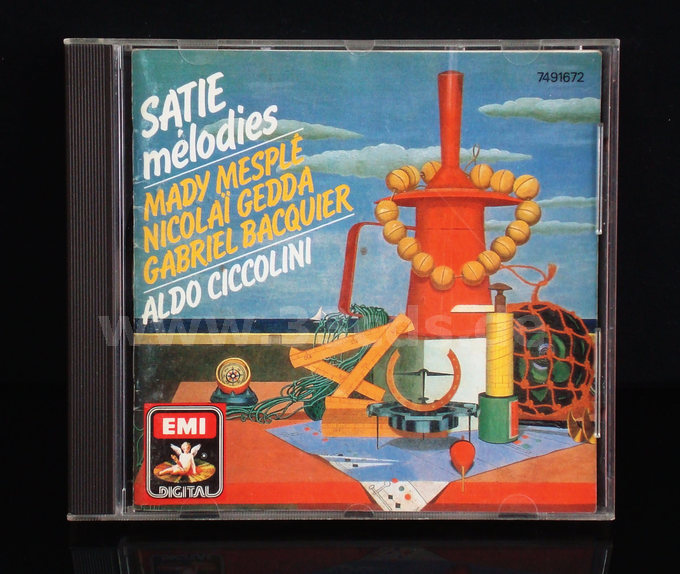 SATIE
mélodies
MADY MESPLÉ
NICOLAÏ GEDDA
GABRIEL BACQUIER
ALDO CICCOLINI
7491672
EMI
DIGITAL